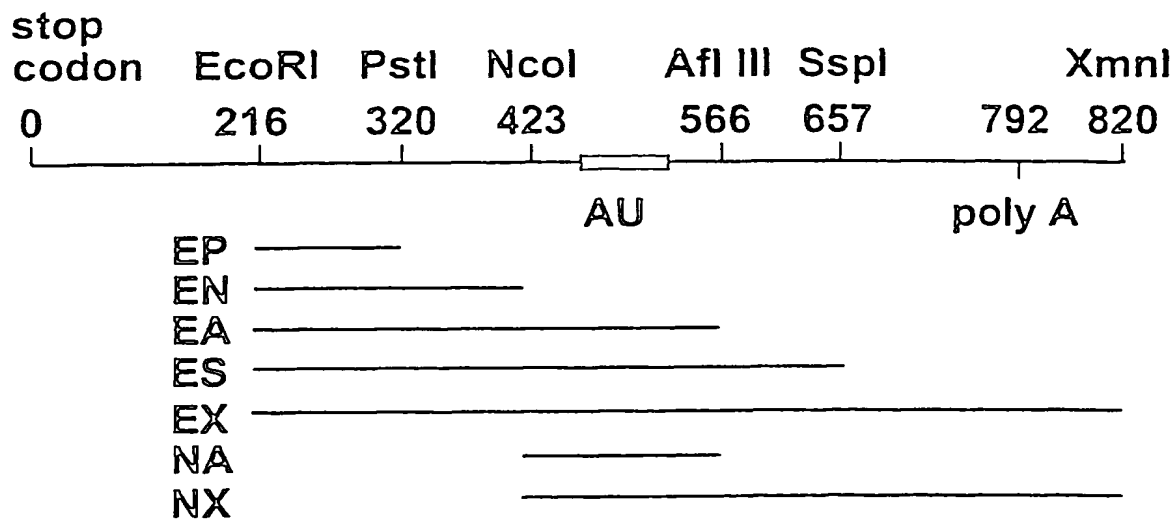 stop
codon EcoRI PstI NcoI Afl III SspI XmnI
0 216 320 423 566 657 792 820
AU poly A
EP
EN
EA
ES
EX
NA
NX